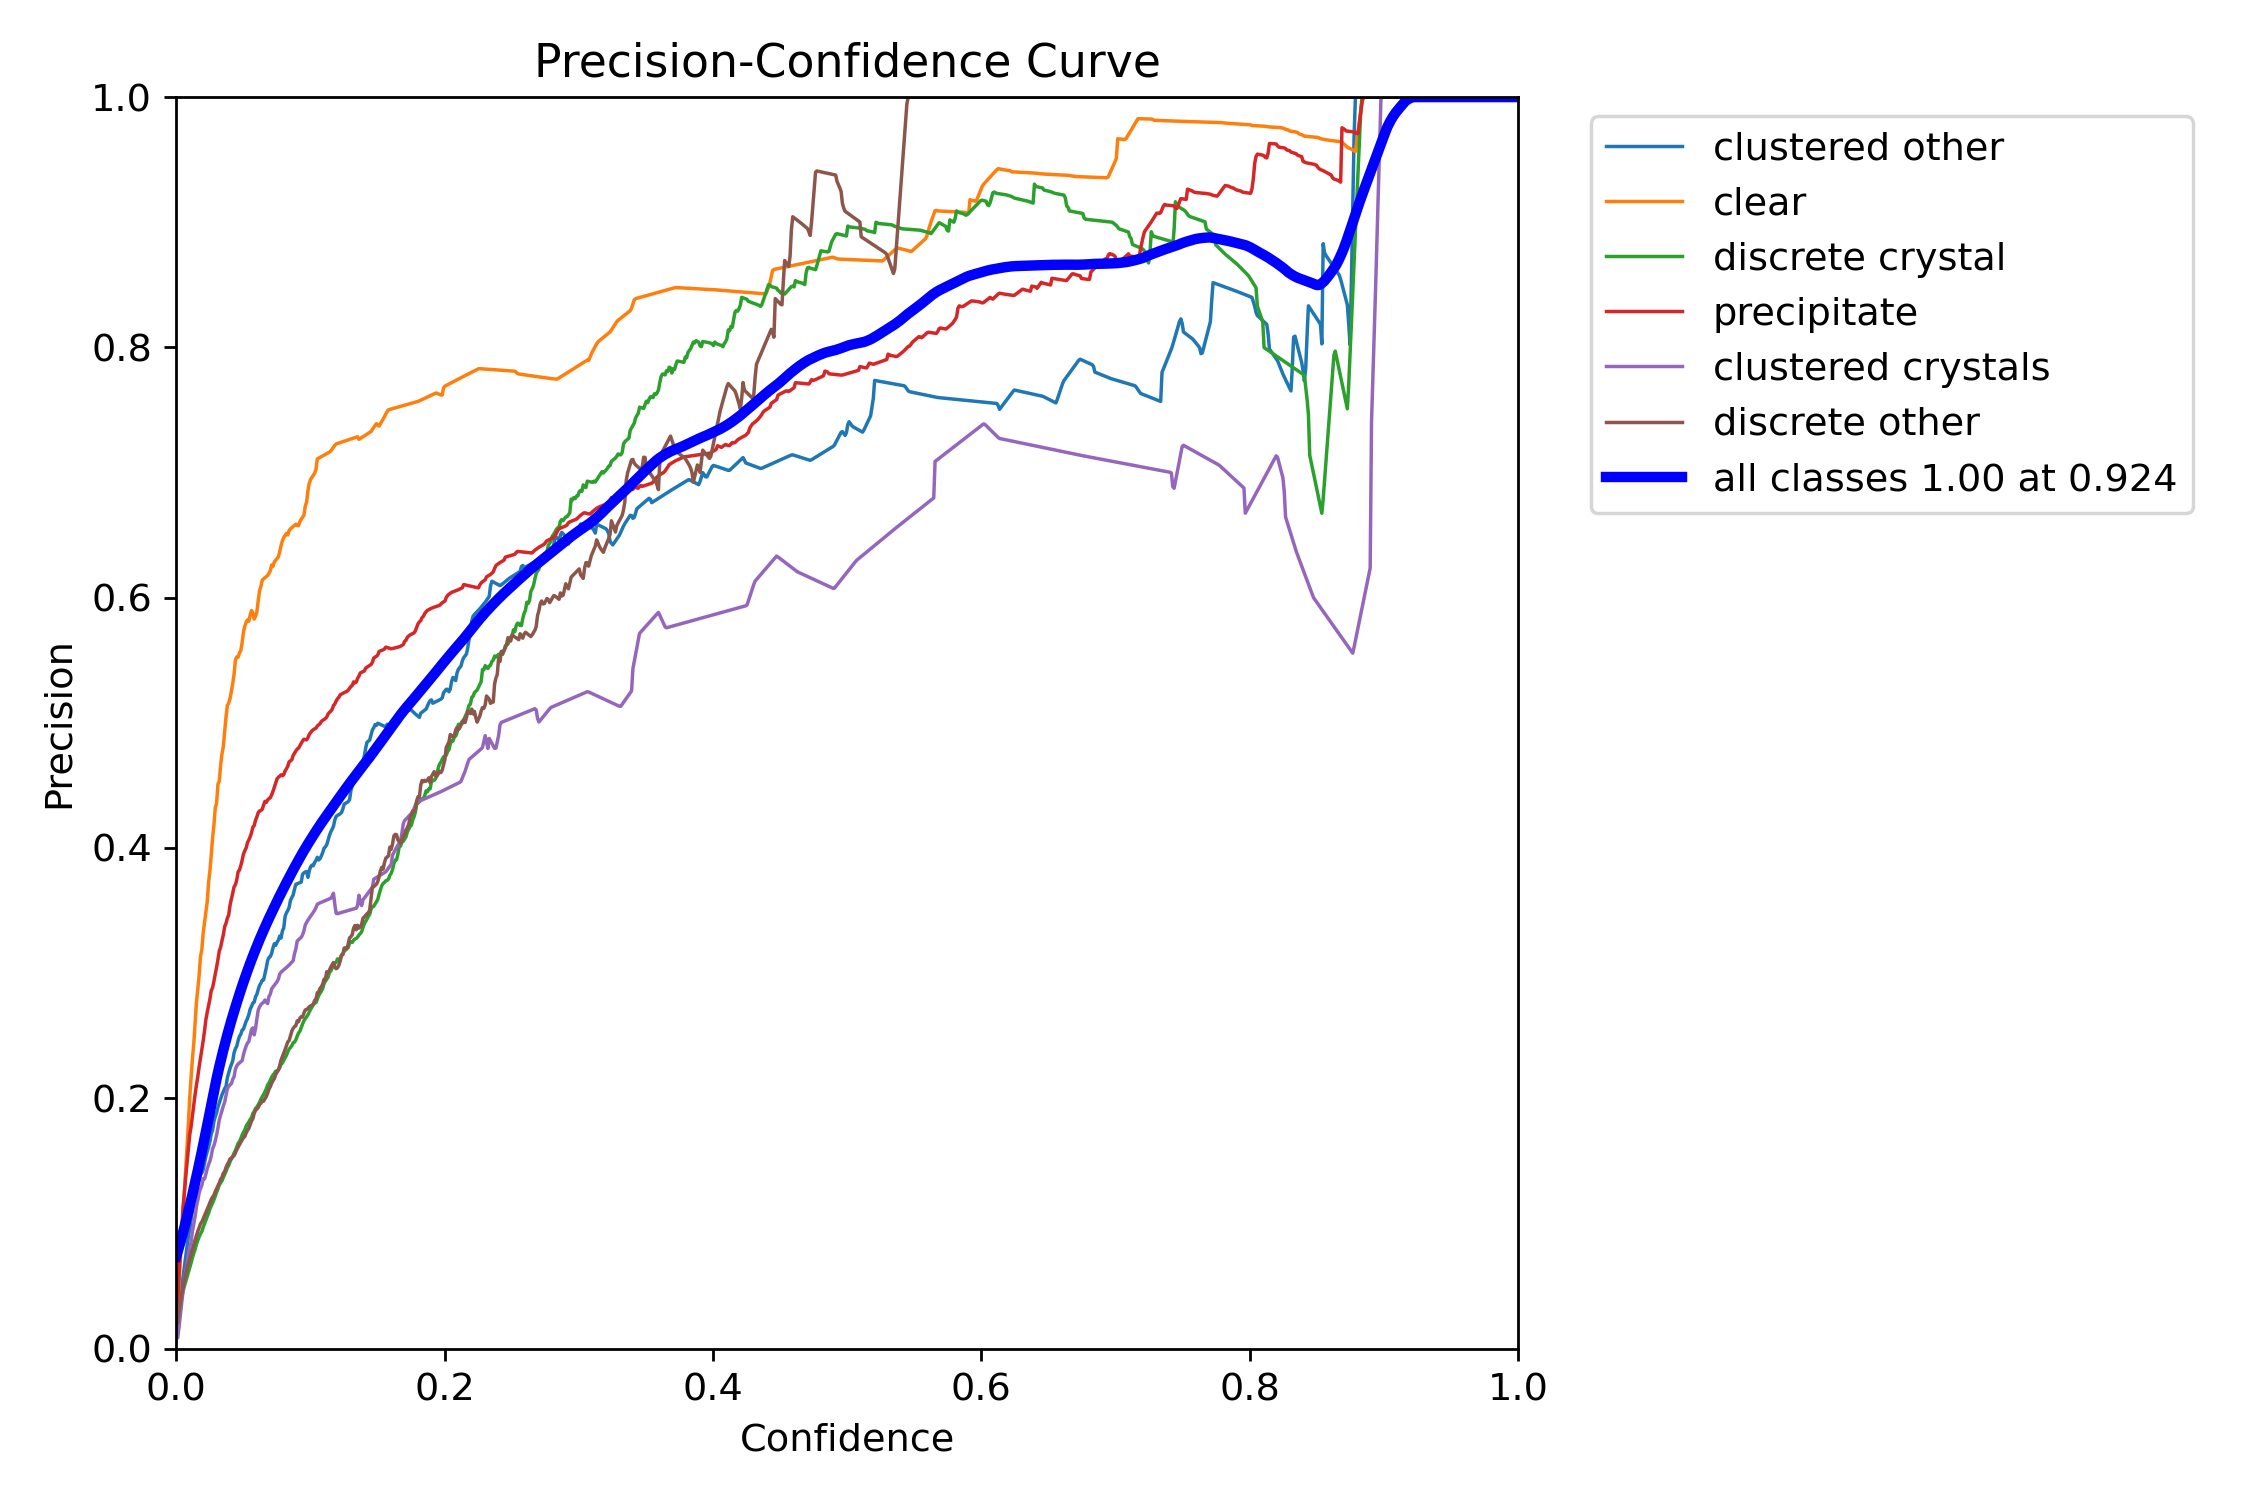 Precision-Confidence Curve
1.0
0.8
0.6
0.4
0.2
0.0
Precision
0.0 0.2 0.4 0.6 0.8 1.0
Confidence
clustered other
clear
discrete crystal
precipitate
clustered crystals
discrete other
all classes 1.00 at 0.924